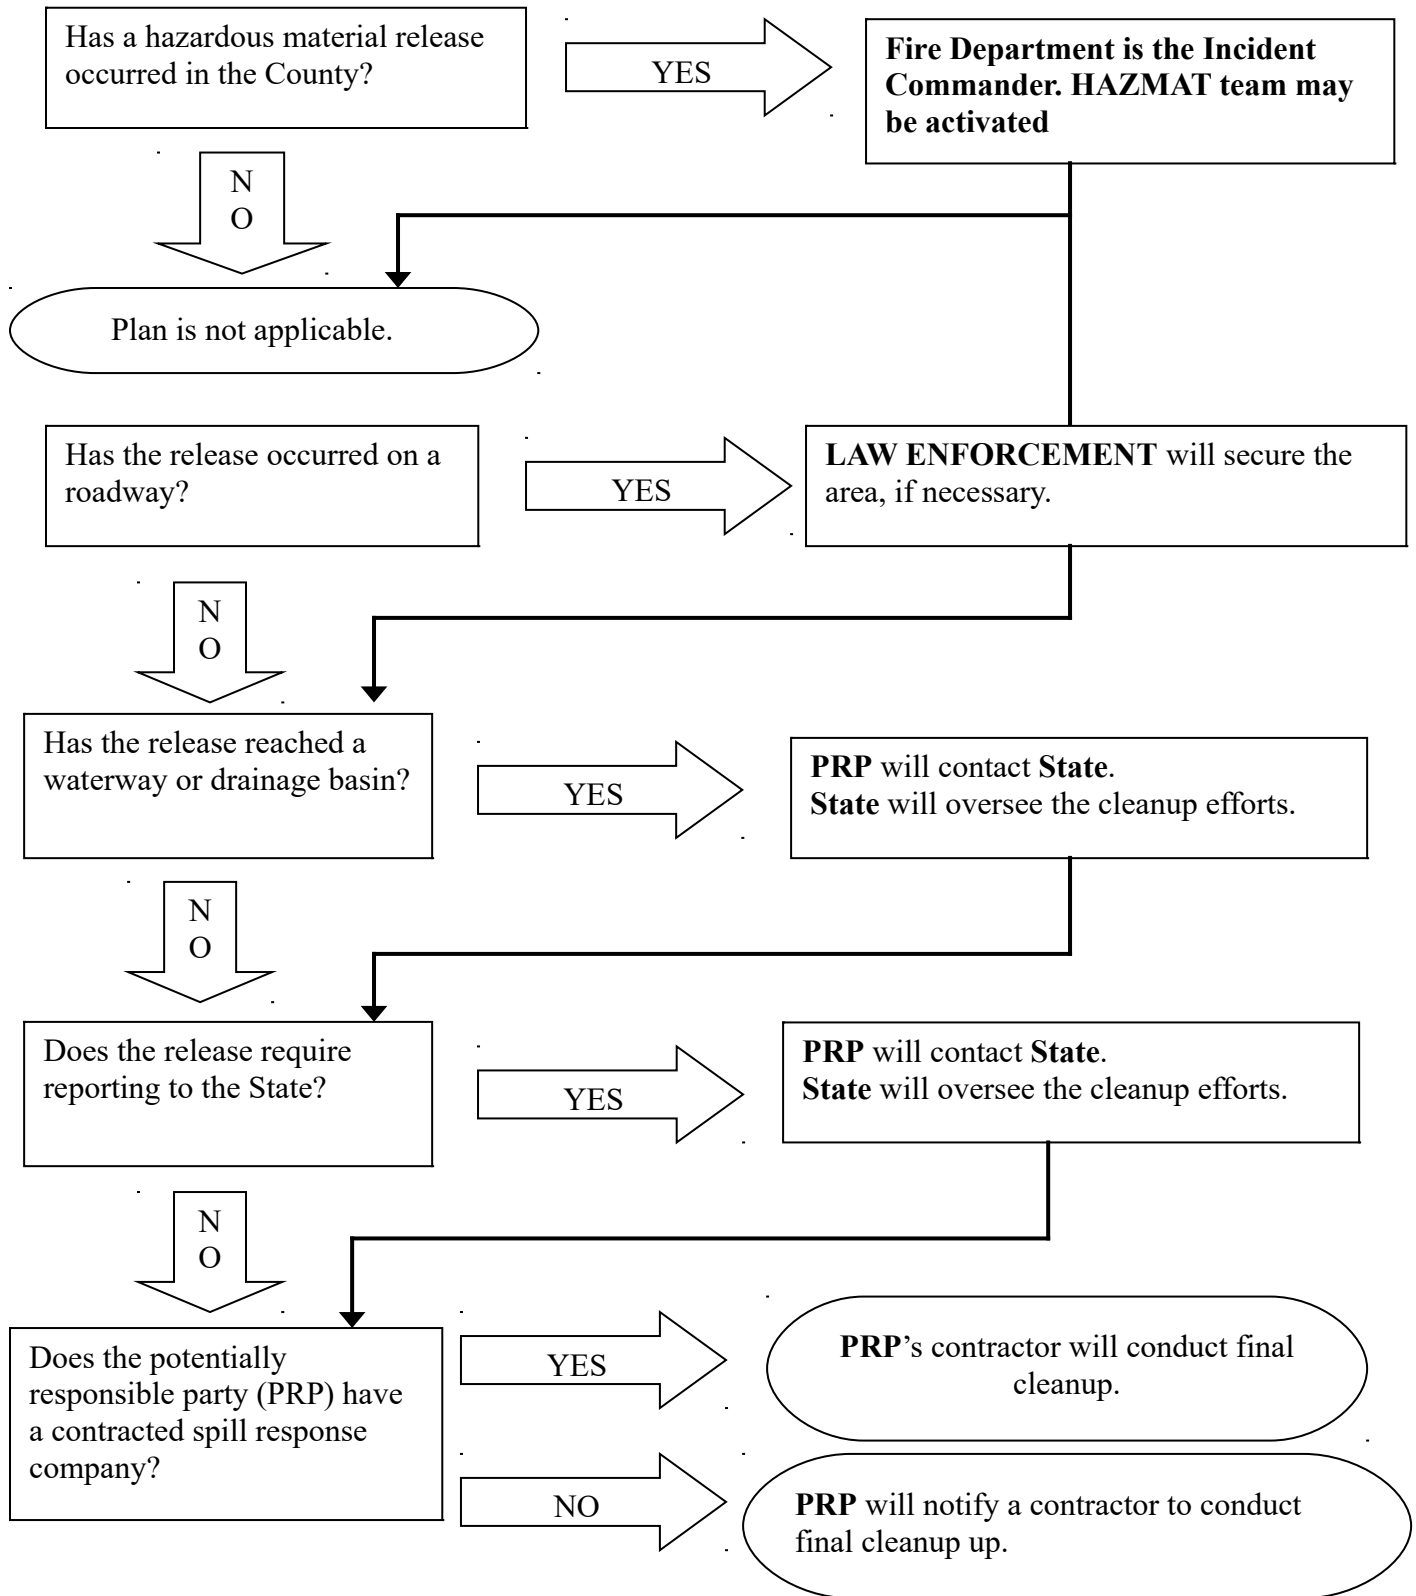 Has a hazardous material release
occurred in the County?
YES
Fire Department is the Incident
Commander. HAZMAT team may
be activated
N
O
Plan is not applicable.
Has the release occurred on a
roadway?
YES
LAW ENFORCEMENT will secure the
area, if necessary.
N
O
Has the release reached a
waterway or drainage basin?
YES
PRP will contact State.
State will oversee the cleanup efforts.
N
O
Does the release require
reporting to the State?
YES
PRP will contact State.
State will oversee the cleanup efforts.
N
O
Does the potentially
responsible party (PRP) have
a contracted spill response
company?
YES
PRP’s contractor will conduct final
cleanup.
NO
PRP will notify a contractor to conduct
final cleanup up.